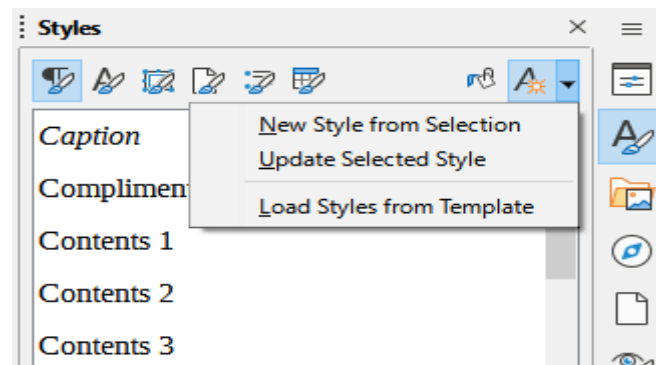 Styles
New Style from Selection
Update Selected Style
Load Styles from Template
Caption
Complimen
Contents 1
Contents 2
Contents 3